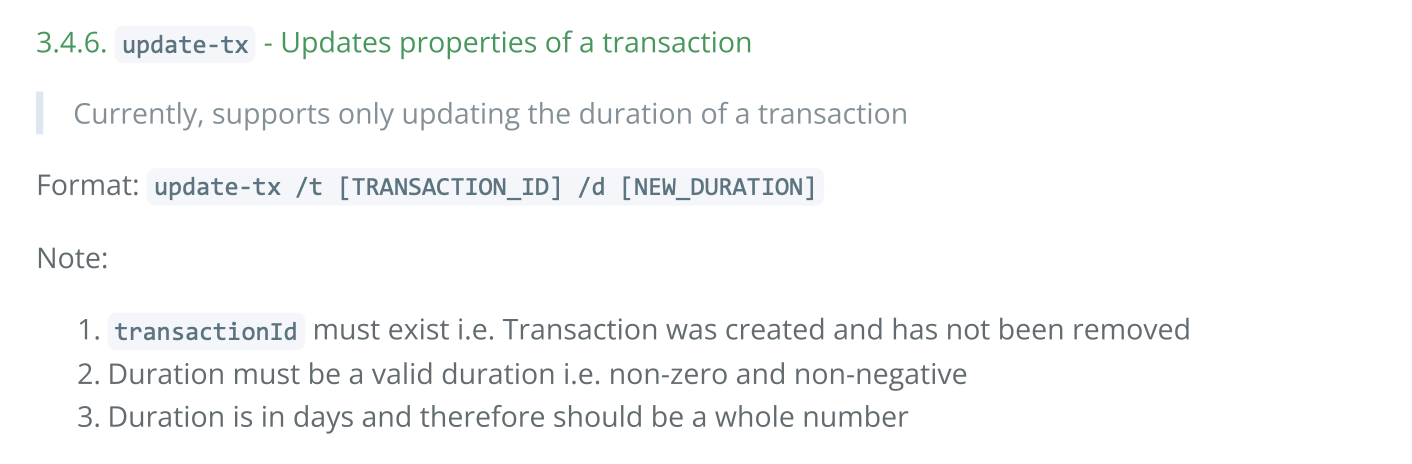 3.4.6. update-tx - Updates properties of a transaction
Currently, supports only updating the duration of a transaction
Format: update-tx /t [TRANSACTION_ID] /d [NEW_DURATION]
Note:
1. transactionId must exist i.e. Transaction was created and has not been removed
2. Duration must be a valid duration i.e. non-zero and non-negative
3. Duration is in days and therefore should be a whole number